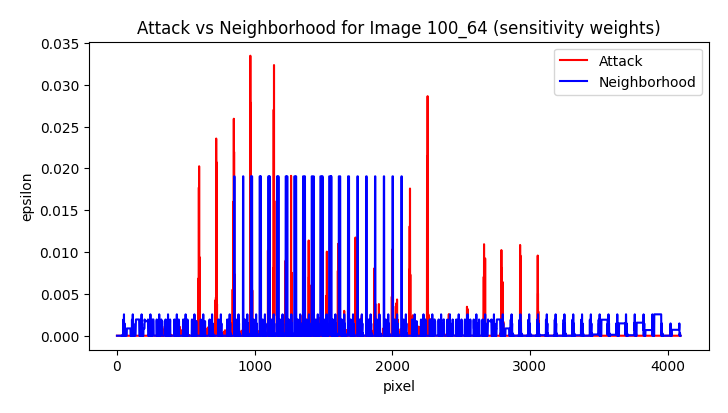 Attack vs Neighborhood for Image 100_64 (sensitivity weights)
Attack
Neighborhood
epsilon
0.035
0.030
0.025
0.020
0.015
0.010
0.005
0.000
0
1000
2000
3000
4000
pixel